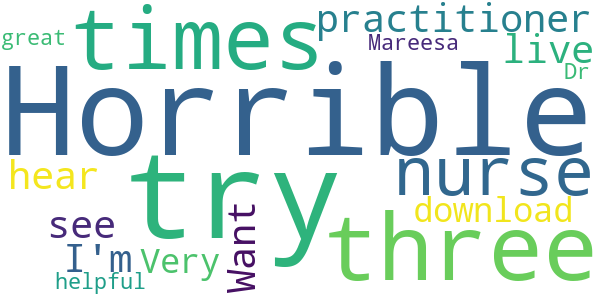 great
times
practitioner
Mareesa
live
Dr
Horrible
hear
try
nurse
download
see
three
I'm
Very
Want
helpful